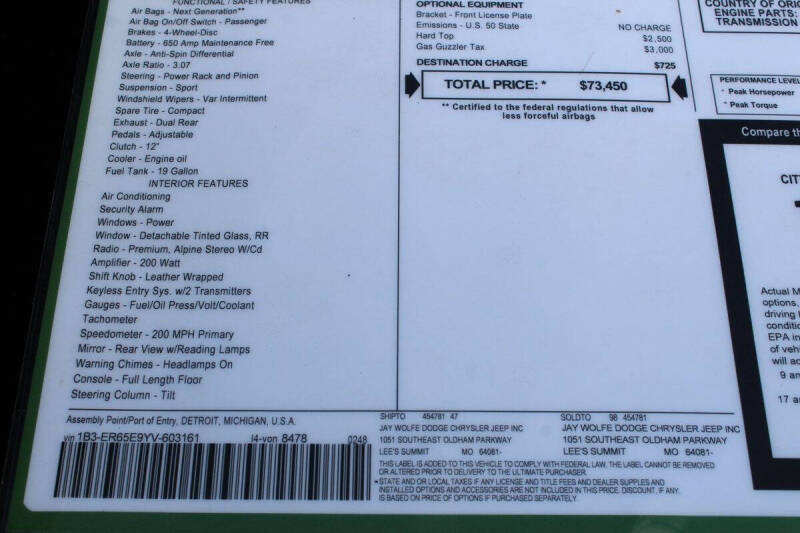 FUNCTIONAL / SAFETY FEATURES
Air Bags - Next Generation**
Air Bag On/Off Switch - Passenger
Brakes - 4-Wheel-Disc
Battery - 650 Amp Maintenance Free
Axle - Anti-Spin Differential
Axle Ratio - 3.07
Steering - Power Rack and Pinion
Suspension - Sport
Windshield Wipers - Var Intermittent
Spare Tire - Compact
Exhaust - Dual Rear
Pedals - Adjustable
Clutch - 12"
Cooler - Engine oil
Fuel Tank - 19 Gallon
INTERIOR FEATURES
Air Conditioning
Security Alarm
Windows - Power
Window - Detachable Tinted Glass, RR
Radio - Premium, Alpine Stereo W/Cd
Amplifier - 200 Watt
Shift Knob - Leather Wrapped
Keyless Entry Sys. w/2 Transmitters
Gauges - Fuel/Oil Press/Volt/Coolant
Tachometer
Speedometer - 200 MPH Primary
Mirror - Rear View w/Reading Lamps
Warning Chimes - Headlamps On
Console - Full Length Floor
Steering Column - Tilt
OPTIONAL EQUIPMENT
Bracket - Front License Plate
Emissions - U.S. 50 State NO CHARGE
Hard Top $2,500
Gas Guzzler Tax $3,000
DESTINATION CHARGE $725
TOTAL PRICE: * $73,450
** Certified to the federal regulations that allow
less forceful airbags
COUNTRY OF ORIG
ENGINE PARTS:
TRANSMISSION
PERFORMANCE LEVEL
* Peak Horsepower
* Peak Torque
Compare th
CIT
Actual M
options,
driving
conditio
EPA in
of veh
will ac
9 an
17 a
Assembly Point/Port of Entry, DETROIT, MICHIGAN, U.S.A.
vin 1B3-ER65E9YV-603161 I4-von 8478 0248
SHIPTO 454781 47
JAY WOLFE DODGE CHRYSLER JEEP INC
1051 SOUTHEAST OLDHAM PARKWAY
LEE'S SUMMIT MO 64081-
SOLDTO 98 454781
JAY WOLFE DODGE CHRYSLER JEEP INC
1051 SOUTHEAST OLDHAM PARKWAY
LEE'S SUMMIT MO 64081-
THIS LABEL IS ADDED TO THIS VEHICLE TO COMPLY WITH FEDERAL LAW, THE LABEL CANNOT BE REMOVED
OR ALTERED PRIOR TO DELIVERY TO THE ULTIMATE PURCHASER.
*STATE AND OR LOCAL TAXES IF ANY LICENSE AND TITLE FEES AND DEALER SUPPLIES AND
INSTALLED OPTIONS AND ACCESSORIES ARE NOT INCLUDED IN THIS PRICE. DISCOUNT, IF ANY,
IS BASED ON PRICE OF OPTIONS IF PURCHASED SEPARATELY.